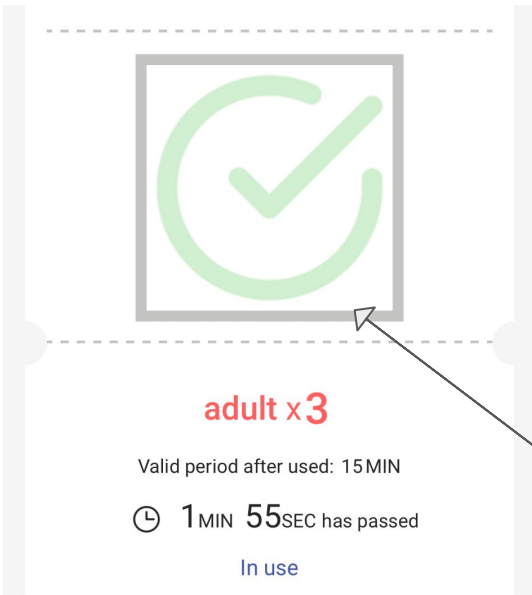 adult x3
Valid period after used: 15MIN
1MIN 55SEC has passed
In use